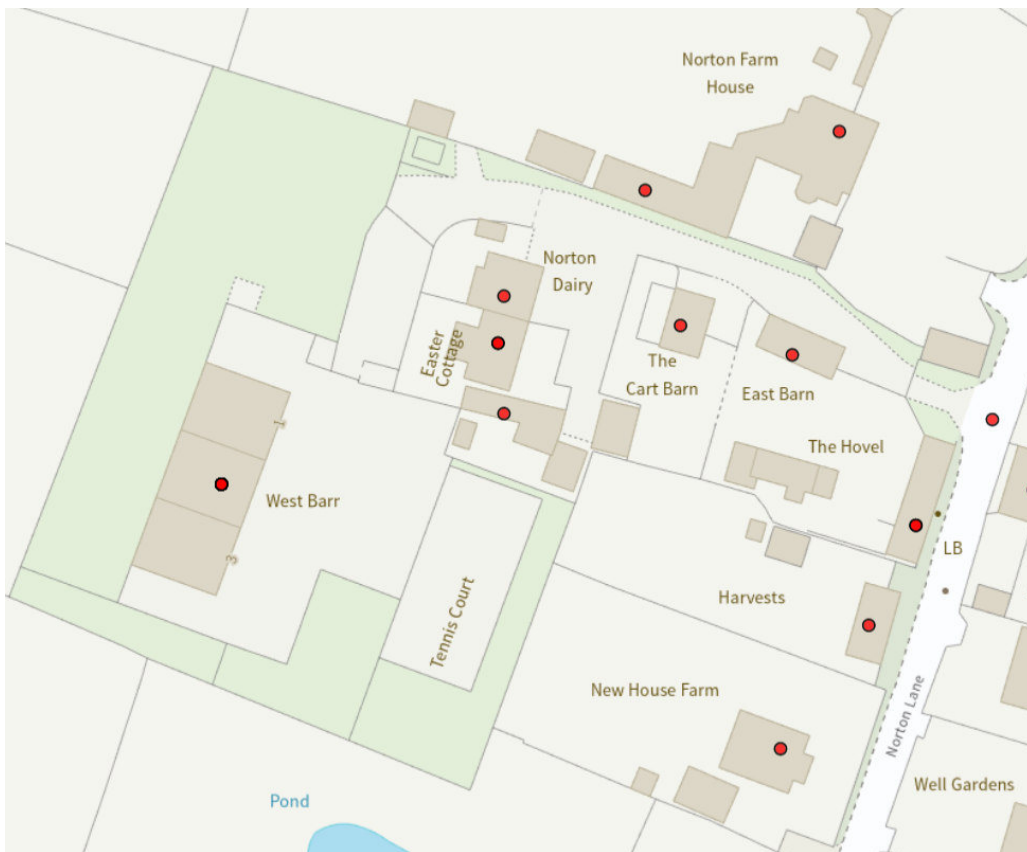 Norton Farm
House
Norton
Dairy
Easter
Cottage
The
Cart Barn
East Barn
The Hovel
1
West Barr
3
LB
Harvests
Tennis Court
New House Farm
Norton Lane
Well Gardens
Pond